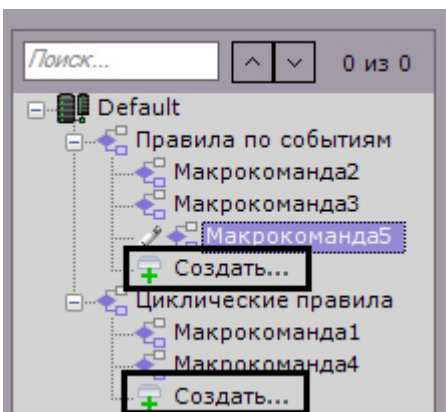 Поиск... 0 из 0
Default
Правила по событиям
Макрокоманда2
Макрокоманда3
Макрокоманда5
Создать...
Циклические правила
Макрокоманда1
Макрокоманда4
Создать...